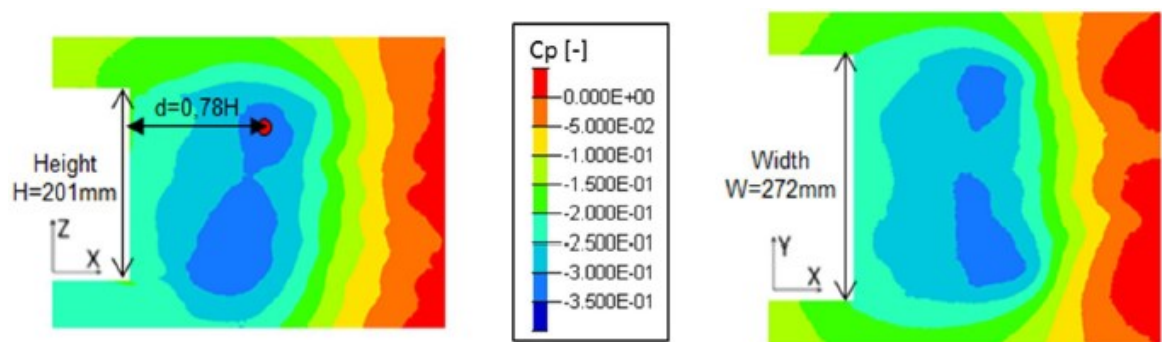 d=0,78H
Height
H=201mm
Z
X
Cp [-]
0.000E+00
-5.000E-02
-1.000E-01
-1.500E-01
-2.000E-01
-2.500E-01
-3.000E-01
-3.500E-01
Width
W=272mm
Y
X